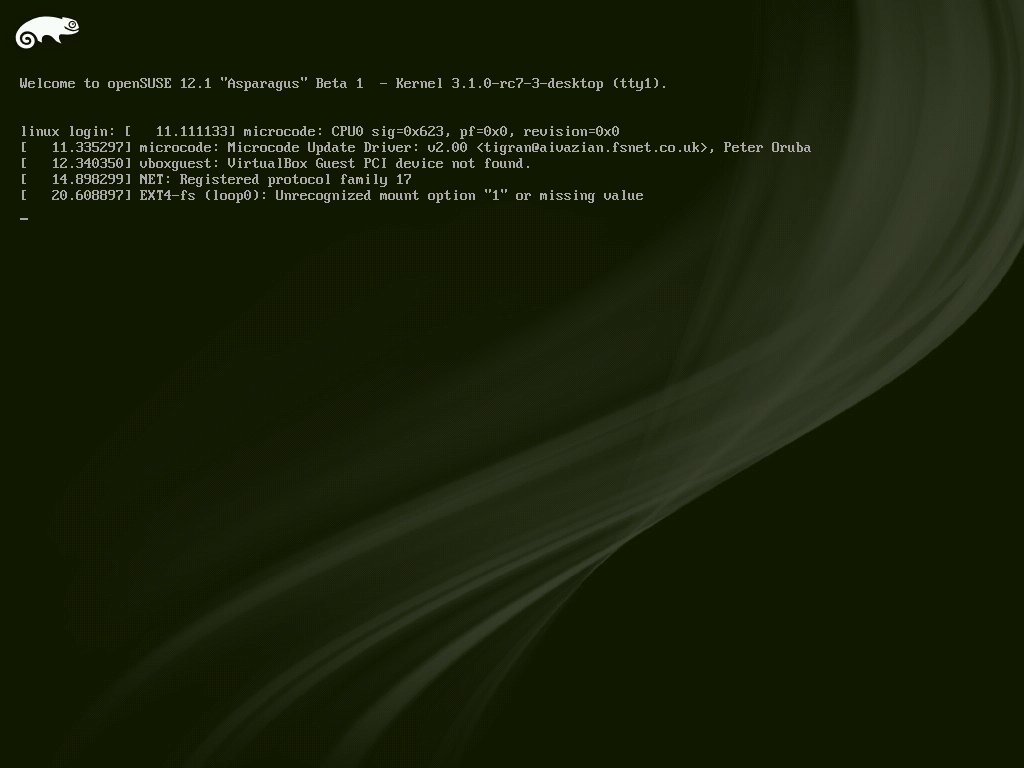 Welcome to openSUSE 12.1 "Asparagus" Beta 1  - Kernel 3.1.0-rc7-3-desktop (tty1).
linux login: [   11.111133] microcode: CPU0 sig=0x623, pf=0x0, revision=0x0
[   11.335297] microcode: Microcode Update Driver: v2.00 <tigran@aivazian.fsnet.co.uk>, Peter Oruba
[   12.340350] vboxguest: VirtualBox Guest PCI device not found.
[   14.898299] NET: Registered protocol family 17
[   20.608897] EXT4-fs (loop0): Unrecognized mount option "1" or missing value
_